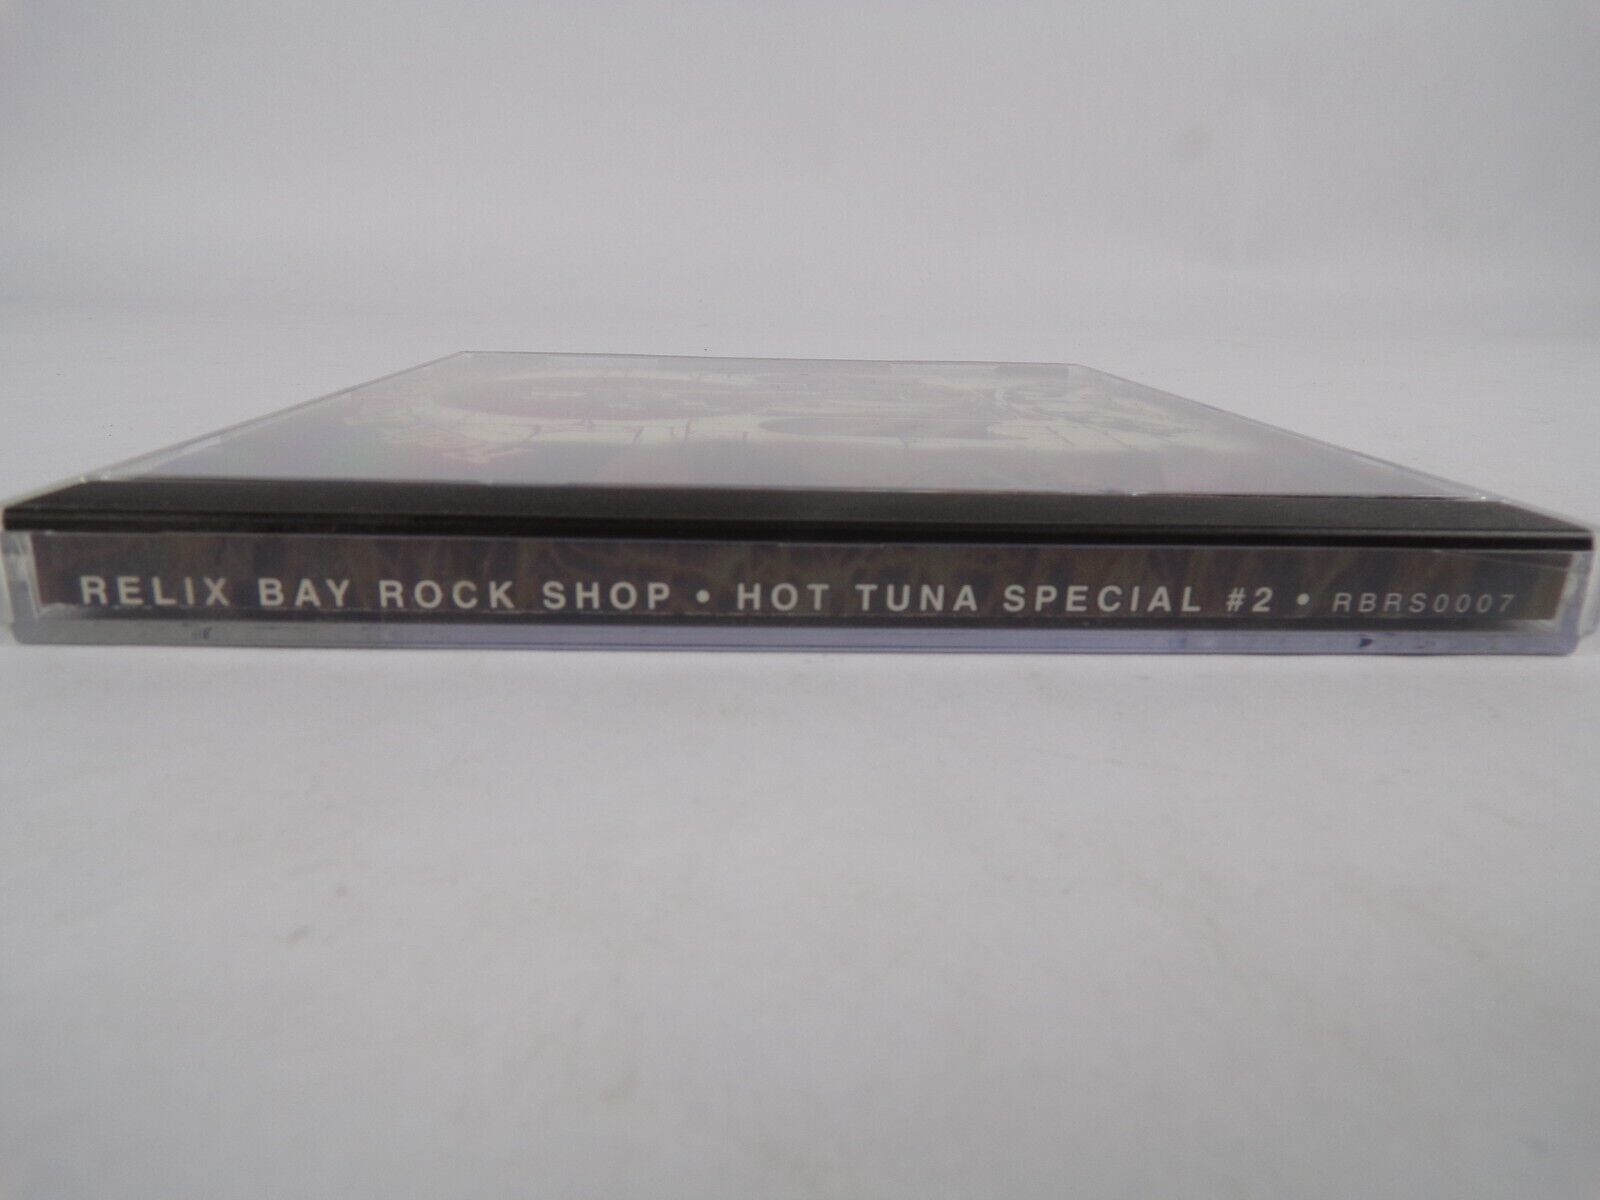 RELIX BAY ROCK SHOP • HOT TUNA SPECIAL #2 • RBRS0007